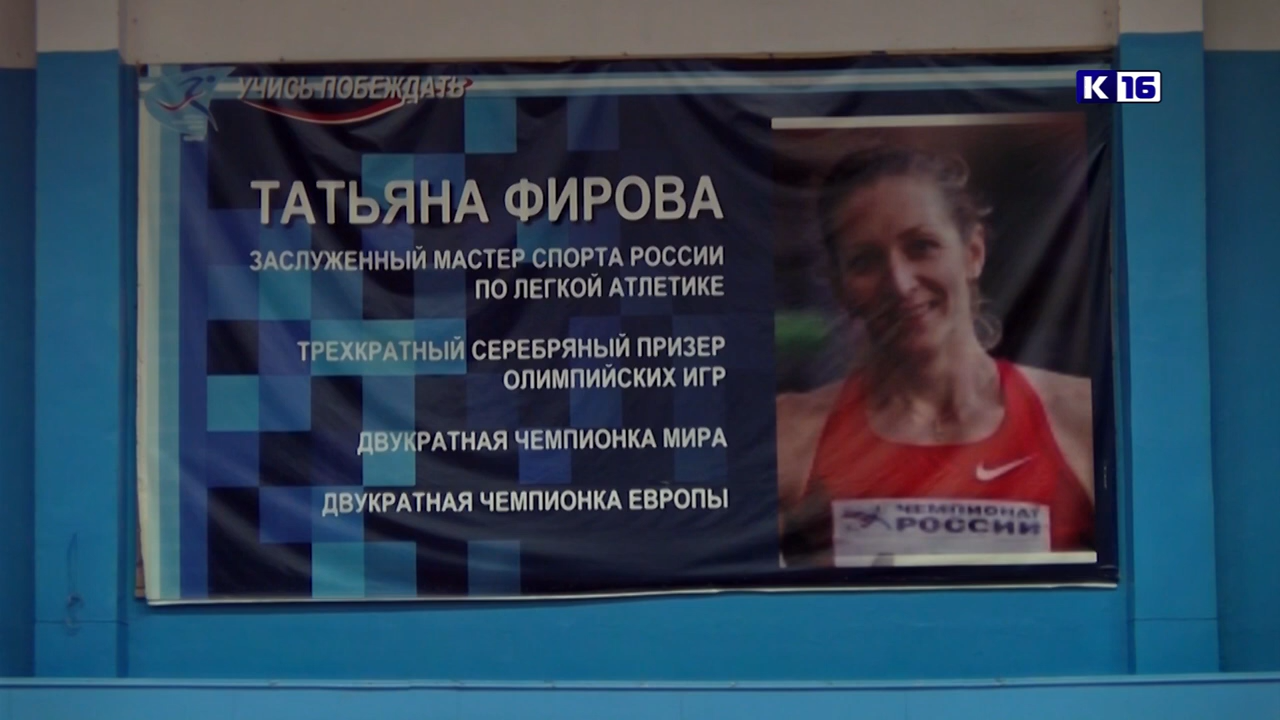 УЧИСЬ ПОБЕЖДАТЬ
K 16
ТАТЬЯНА ФИРОВА
ЗАСЛУЖЕННЫЙ МАСТЕР СПОРТА РОССИИ
ПО ЛЕГКОЙ АТЛЕТИКЕ
ТРЕХКРАТНЫЙ СЕРЕБРЯНЫЙ ПРИЗЕР
ОЛИМПИЙСКИХ ИГР
ДВУКРАТНАЯ ЧЕМПИОНКА МИРА
ДВУКРАТНАЯ ЧЕМПИОНКА ЕВРОПЫ
ЧЕМПИОНАТ
РОССИИ